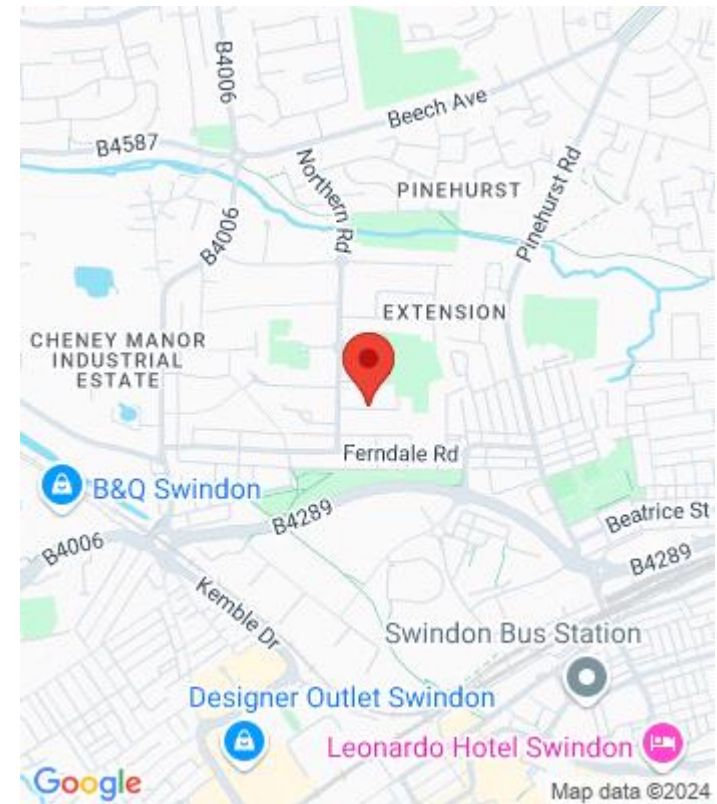 B4006
Beech Ave
B4587
Northern Rd
PINEHURST
Pinehurst Rd
B4006
EXTENSION
CHENEY MANOR
INDUSTRIAL
ESTATE
Ferndale Rd
B&Q Swindon
B4289
Beatrice St
B4006
B4289
Kemble Dr
Swindon Bus Station
Designer Outlet Swindon
Leonardo Hotel Swindon
Google
Map data ©2024